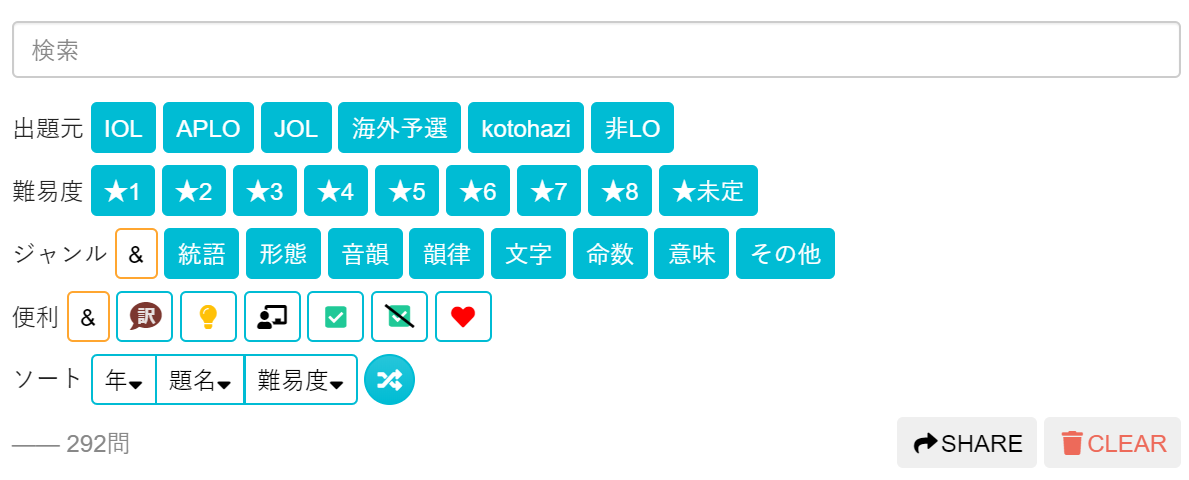 検索
出題元 IOL APLO JOL 海外予選 kotohazi 非LO
難易度 ★1 ★2 ★3 ★4 ★5 ★6 ★7 ★8 ★未定
ジャンル & 統語 形態 音韻 韻律 文字 命数 意味 その他
便利 & 訳
ソート 年 題名 難易度
—— 292問 SHARE CLEAR